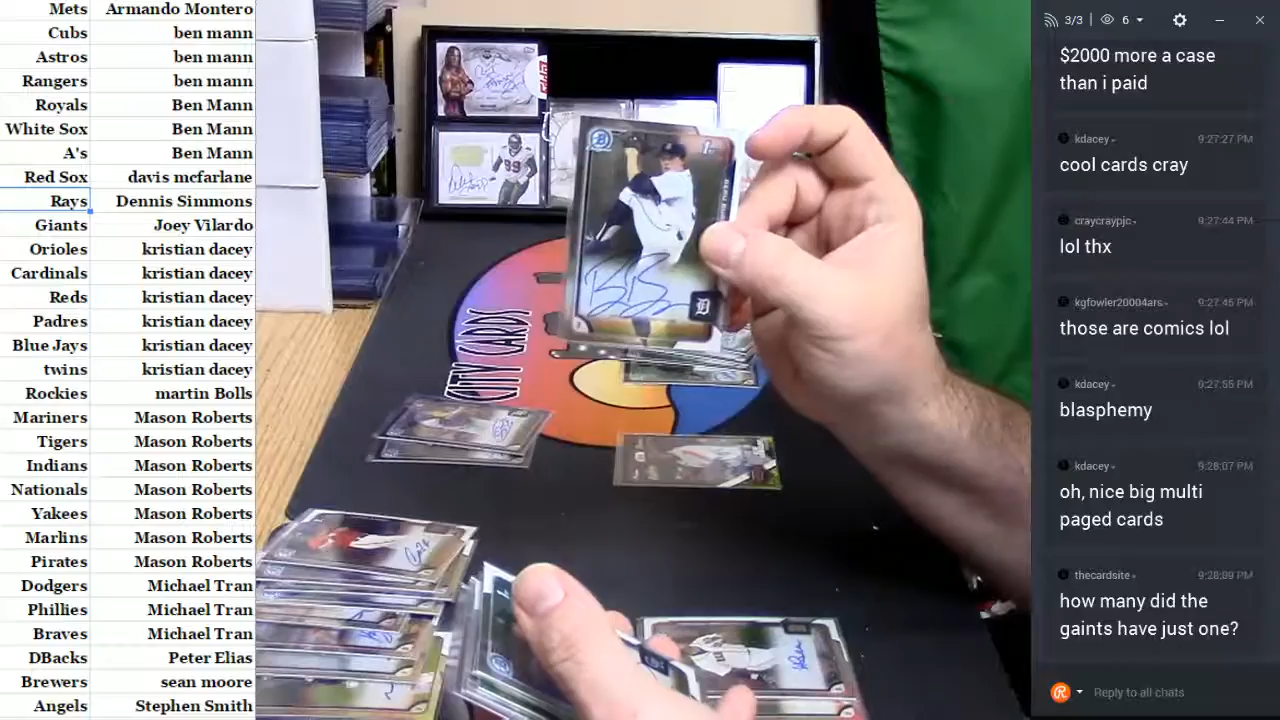 Mets Armando Montero
Cubs ben mann
Astros ben mann
Rangers ben mann
Royals Ben Mann
White Sox Ben Mann
A's Ben Mann
Red Sox davis mcfarlane
Rays Dennis Simmons
Giants Joey Vilardo
Orioles kristian dacey
Cardinals kristian dacey
Reds kristian dacey
Padres kristian dacey
Blue Jays kristian dacey
twins kristian dacey
Rockies martin Bolls
Mariners Mason Roberts
Tigers Mason Roberts
Indians Mason Roberts
Nationals Mason Roberts
Yakees Mason Roberts
Marlins Mason Roberts
Pirates Mason Roberts
Dodgers Michael Tran
Phillies Michael Tran
Braves Michael Tran
DBacks Peter Elias
Brewers sean moore
Angels Stephen Smith
99
1st
D
CITY CARDS
3/3 6
$2000 more a case
than i paid
kdacey 9:27:27 PM
cool cards cray
craycraypjc 9:27:44 PM
lol thx
kgfowler20004ars 9:27:45 PM
those are comics lol
kdacey 9:27:55 PM
blasphemy
kdacey 9:28:07 PM
oh, nice big multi
paged cards
thecardsite 9:28:09 PM
how many did the
gaints have just one?
Reply to all chats